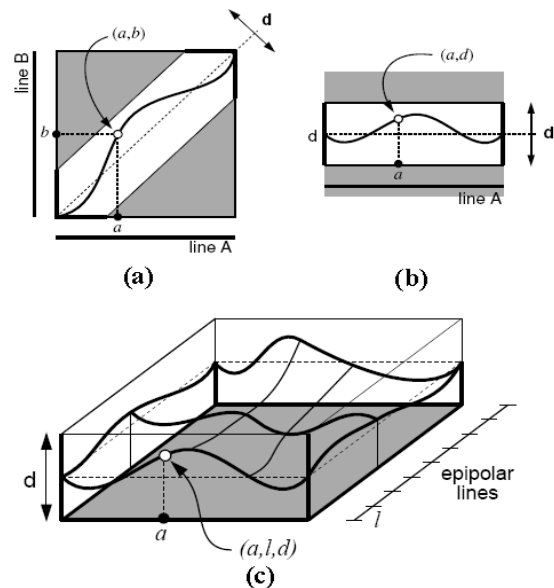 d
(a,b)
line B
b
a
line A
(a)
(a,d)
d
d
a
line A
(b)
d
a
(a,l,d)
l
epipolar
lines
(c)